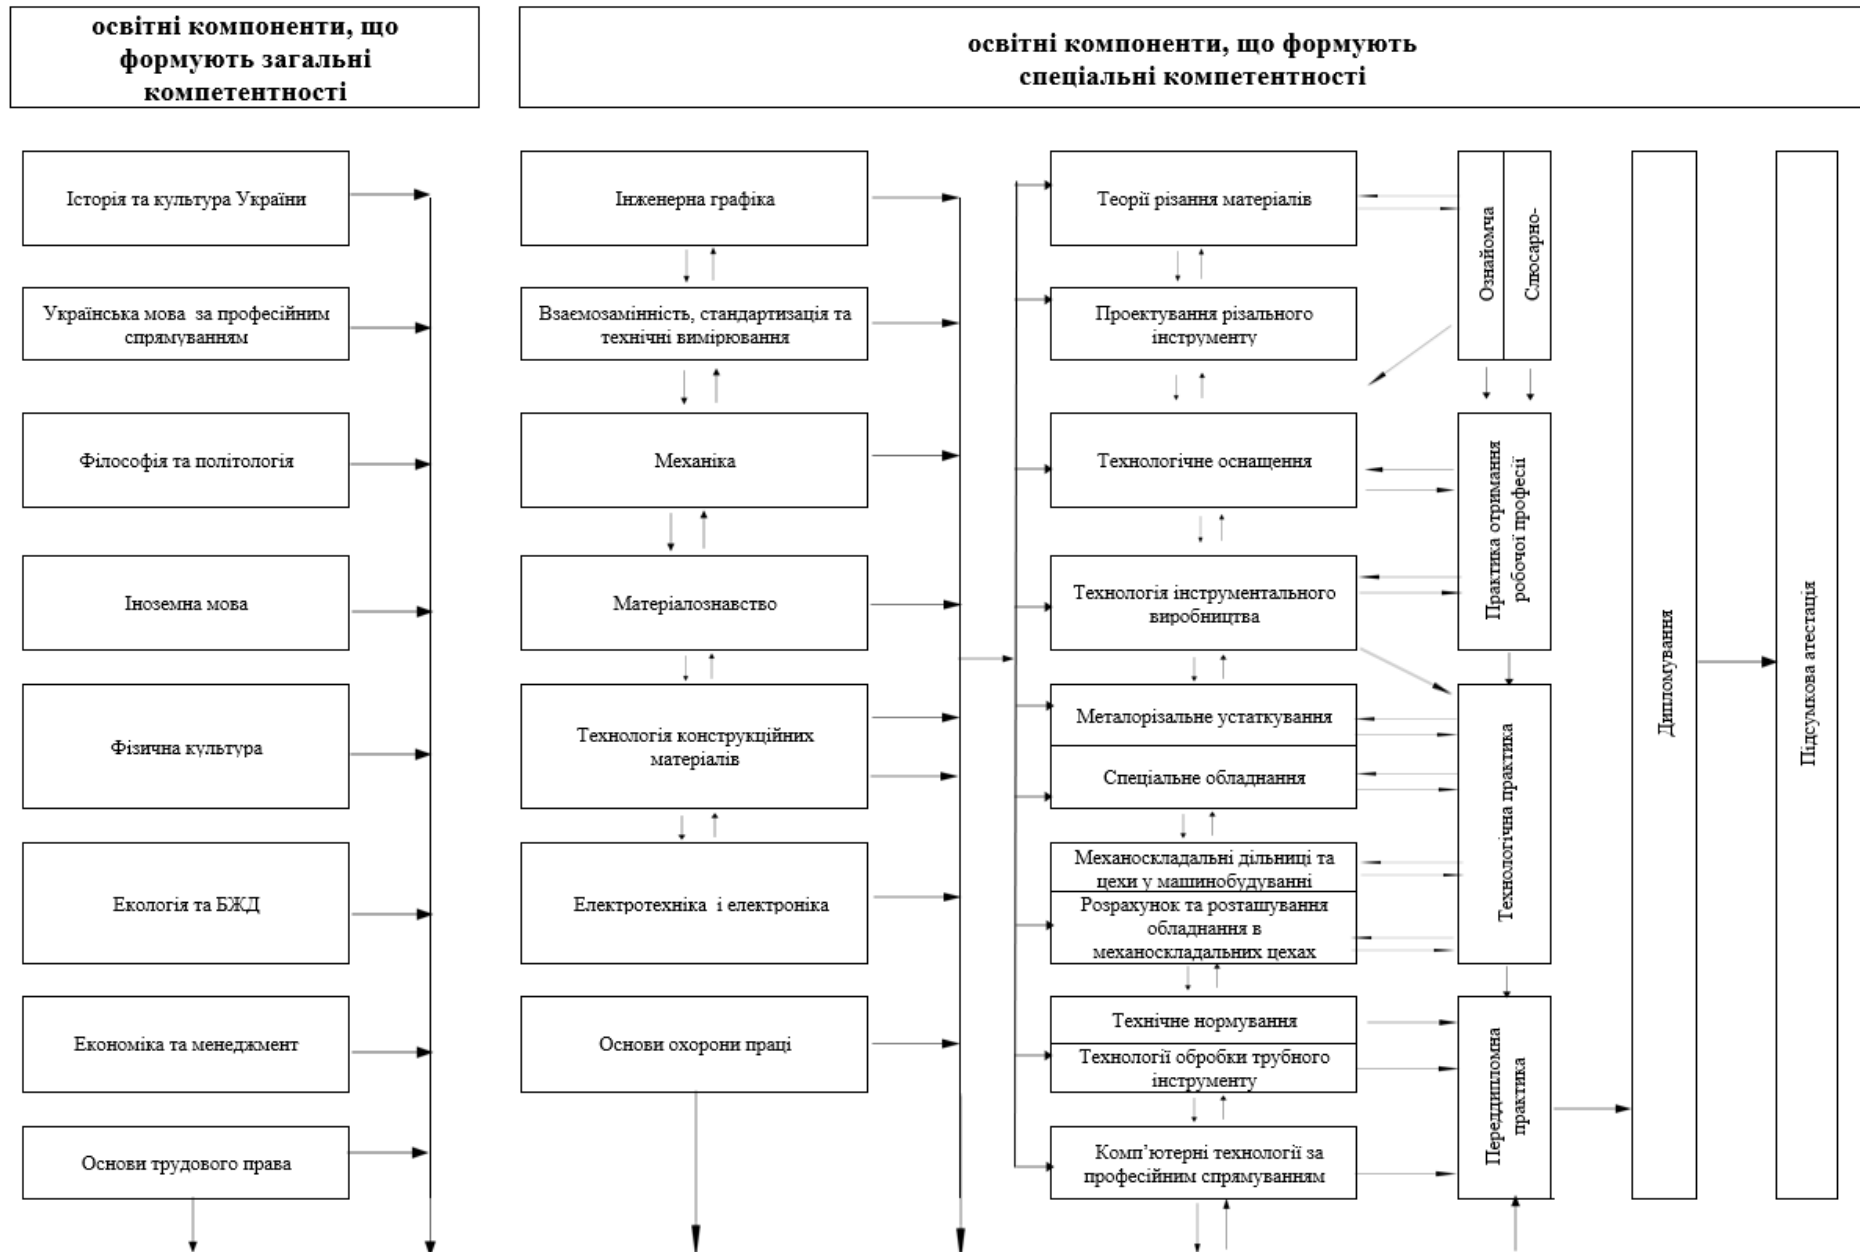 освітні компоненти, що
формують загальні
компетентності
освітні компоненти, що формують
спеціальні компетентності
Історія та культура України
Українська мова за професійним
спрямуванням
Філософія та політологія
Іноземна мова
Фізична культура
Екологія та БЖД
Економіка та менеджмент
Основи трудового права
Інженерна графіка
Взаємозамінність, стандартизація та
технічні вимірювання
Механіка
Матеріалознавство
Технологія конструкційних
матеріалів
Електротехніка і електроніка
Основи охорони праці
Теорії різання матеріалів
Проектування різального
інструменту
Технологічне оснащення
Технологія інструментального
виробництва
Металорізальне устаткування
Спеціальне обладнання
Механоскладальні дільниці та
цехи у машинобудуванні
Розрахунок та розташування
обладнання в
механоскладальних цехах
Технічне нормування
Технології обробки трубного
інструменту
Комп’ютерні технології за
професійним спрямуванням
Ознайомча
Слюсарно-
Практика отримання
робочої професії
Технологічна практика
Переддипломна
практика
Дипломування
Підсумкова атестація